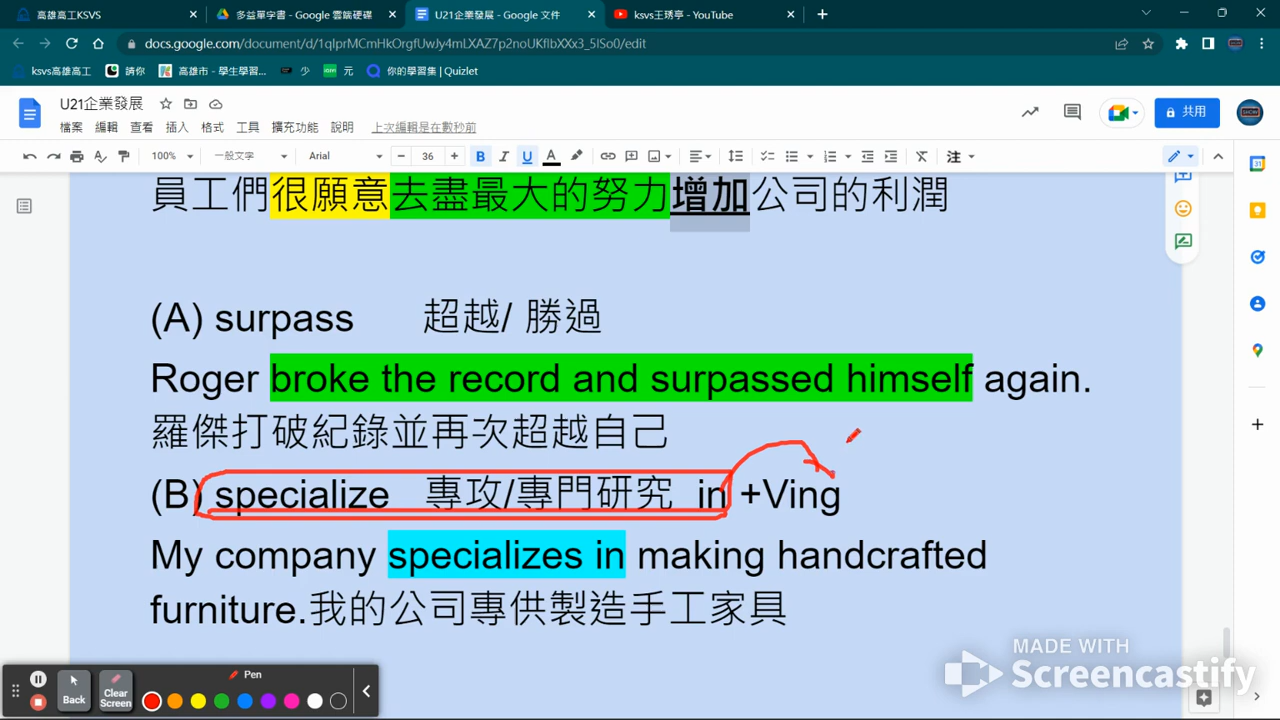 高雄高工KSVS
多益單字書 - Google 雲端硬碟
U21企業發展 - Google 文件
ksvs王琇亭 - YouTube
docs.google.com/document/d/1qIprMCmHkOrgfUwJy4mLXAZ7p2noUKflbXXx3_5lSo0/edit
ksvs高雄高工
請你
高雄市 - 學生學習...
少
元
你的學習集 | Quizlet
U21企業發展
檔案 編輯 查看 插入 格式 工具 擴充功能 說明 上次編輯是在數秒前
共用
100% 一般文字 Arial 36 B I U A 注
員工們很願意去盡最大的努力增加公司的利潤
(A) surpass 超越/ 勝過
Roger broke the record and surpassed himself again.
羅傑打破紀錄並再次超越自己
(B) specialize 專攻/專門研究 in +Ving
My company specializes in making handcrafted
furniture.我的公司專供製造手工家具
MADE WITH
Screencastify
Pen
Back
Clear
Screen